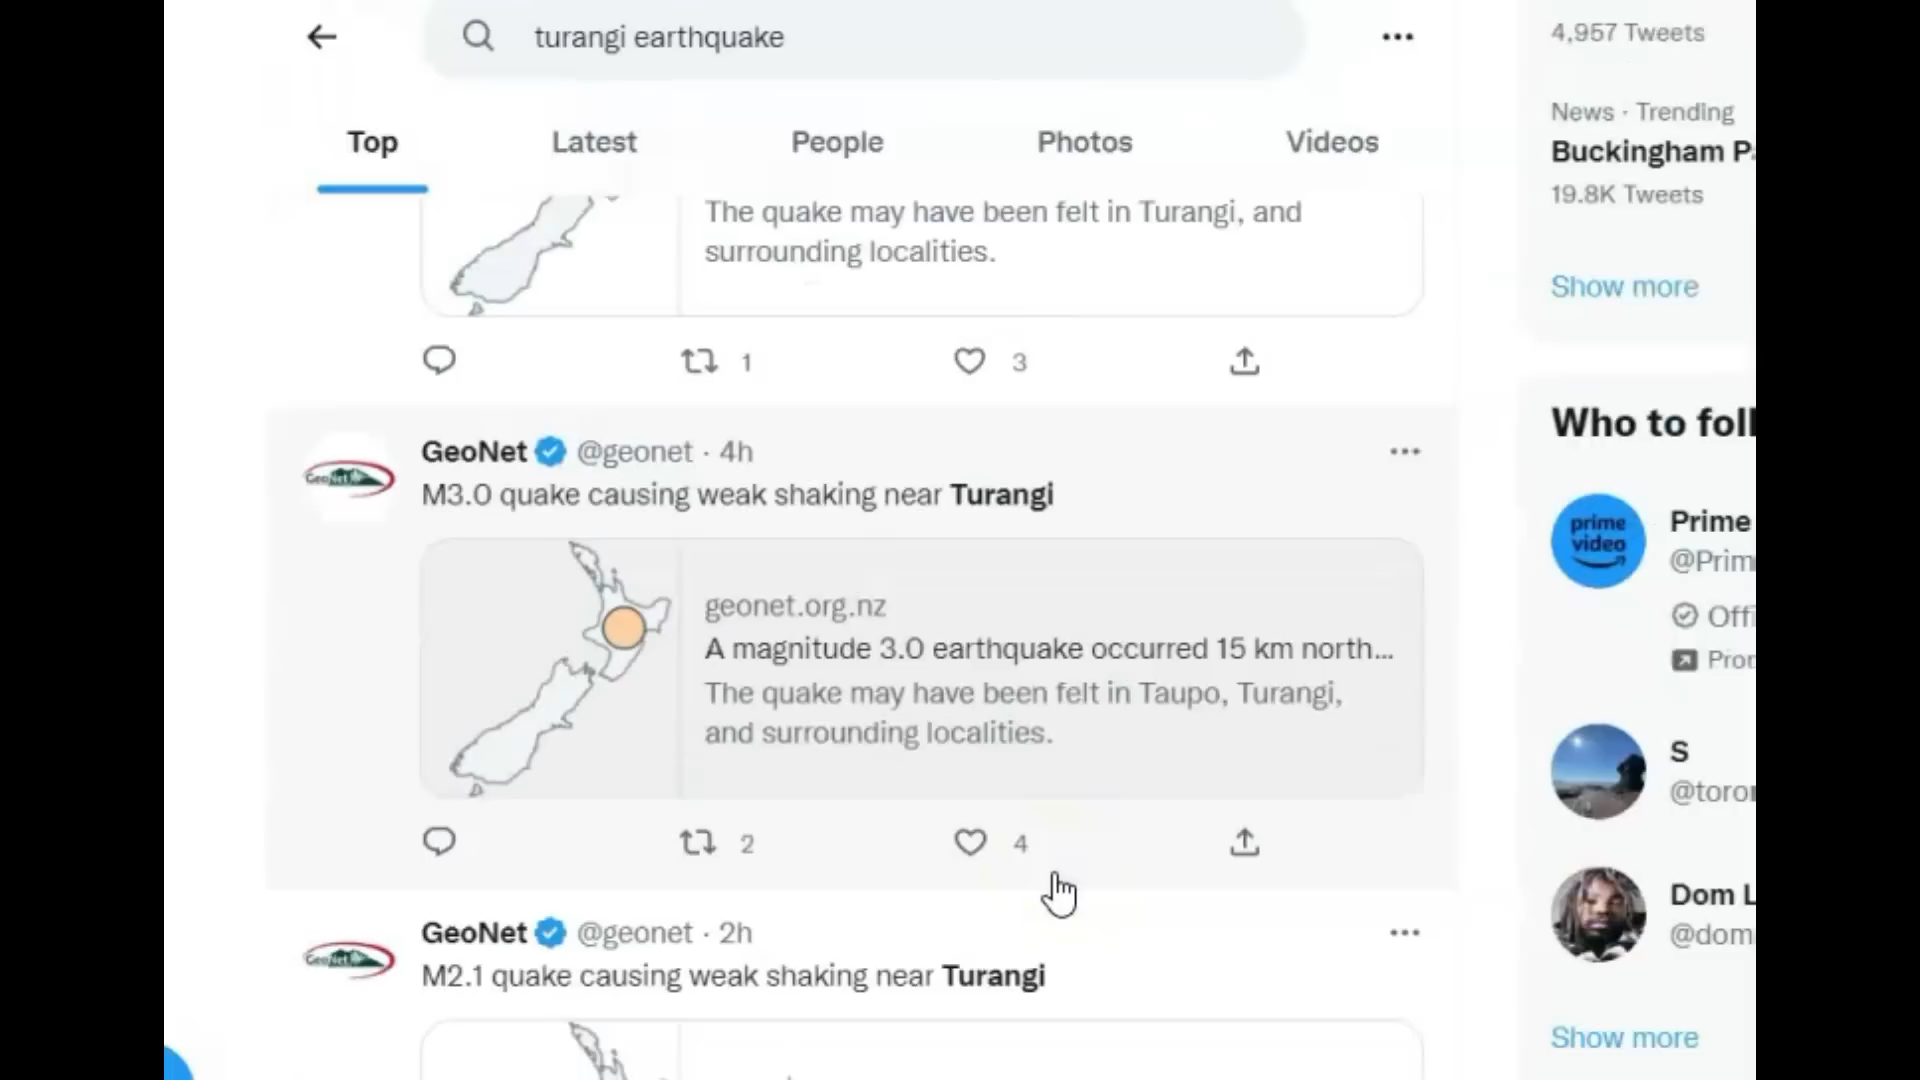 turangi earthquake
Top
Latest
People
Photos
Videos
The quake may have been felt in Turangi, and
surrounding localities.
1
3
GeoNet @geonet · 4h
M3.0 quake causing weak shaking near Turangi
GeoNet
geonet.org.nz
A magnitude 3.0 earthquake occurred 15 km north...
The quake may have been felt in Taupo, Turangi,
and surrounding localities.
2
4
GeoNet @geonet · 2h
M2.1 quake causing weak shaking near Turangi
GeoNet
4,957 Tweets
News · Trending
Buckingham P
19.8K Tweets
Show more
Who to foll
prime
video
Prime
@Prim
Offi
Pro
S
@toro
Dom L
@dom
Show more